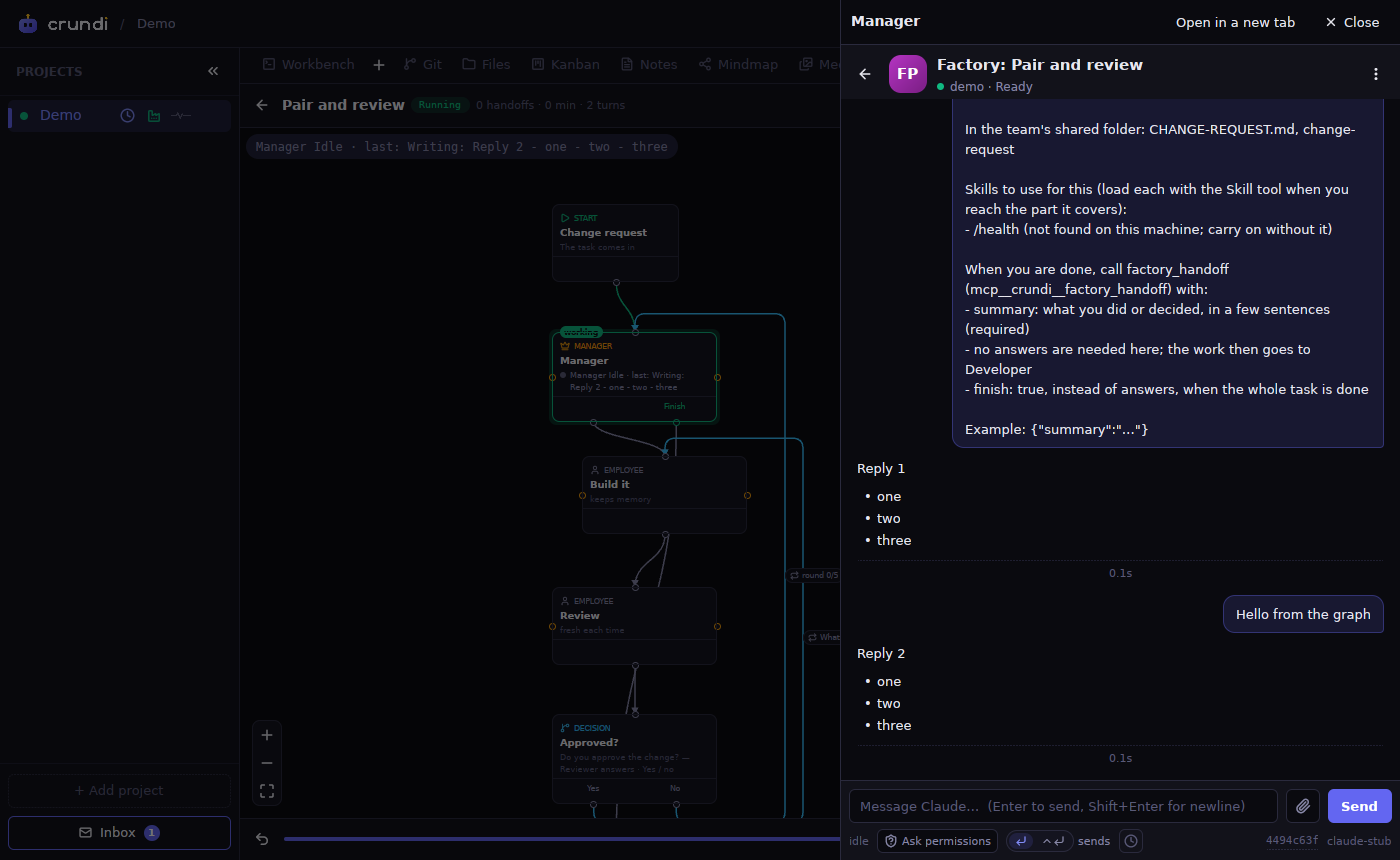 crundi / Demo
PROJECTS
Demo
+ Add project
Inbox 1
Workbench + Git Files Kanban Notes Mindmap
Pair and review Running 0 handoffs · 0 min · 2 turns
Manager Idle · last: Writing: Reply 2 - one - two - three
START
Change request
The task comes in
working
MANAGER
Manager
Manager Idle · last: Writing:
Reply 2 - one - two - three
Finish
EMPLOYEE
Build it
keeps memory
round 0/5
EMPLOYEE
Review
fresh each time
What
DECISION
Approved?
Do you approve the change? —
Reviewer answers · Yes / no
Yes No
Manager
Open in a new tab
Close
FP
Factory: Pair and review
demo · Ready
In the team's shared folder: CHANGE-REQUEST.md, change-
request
Skills to use for this (load each with the Skill tool when you
reach the part it covers):
- /health (not found on this machine; carry on without it)
When you are done, call factory_handoff
(mcp__crundi__factory_handoff) with:
- summary: what you did or decided, in a few sentences
(required)
- no answers are needed here; the work then goes to
Developer
- finish: true, instead of answers, when the whole task is done
Example: {"summary":"..."}
Reply 1
• one
• two
• three
0.1s
Hello from the graph
Reply 2
• one
• two
• three
0.1s
Message Claude... (Enter to send, Shift+Enter for newline)
Send
idle Ask permissions sends 4494c63f claude-stub